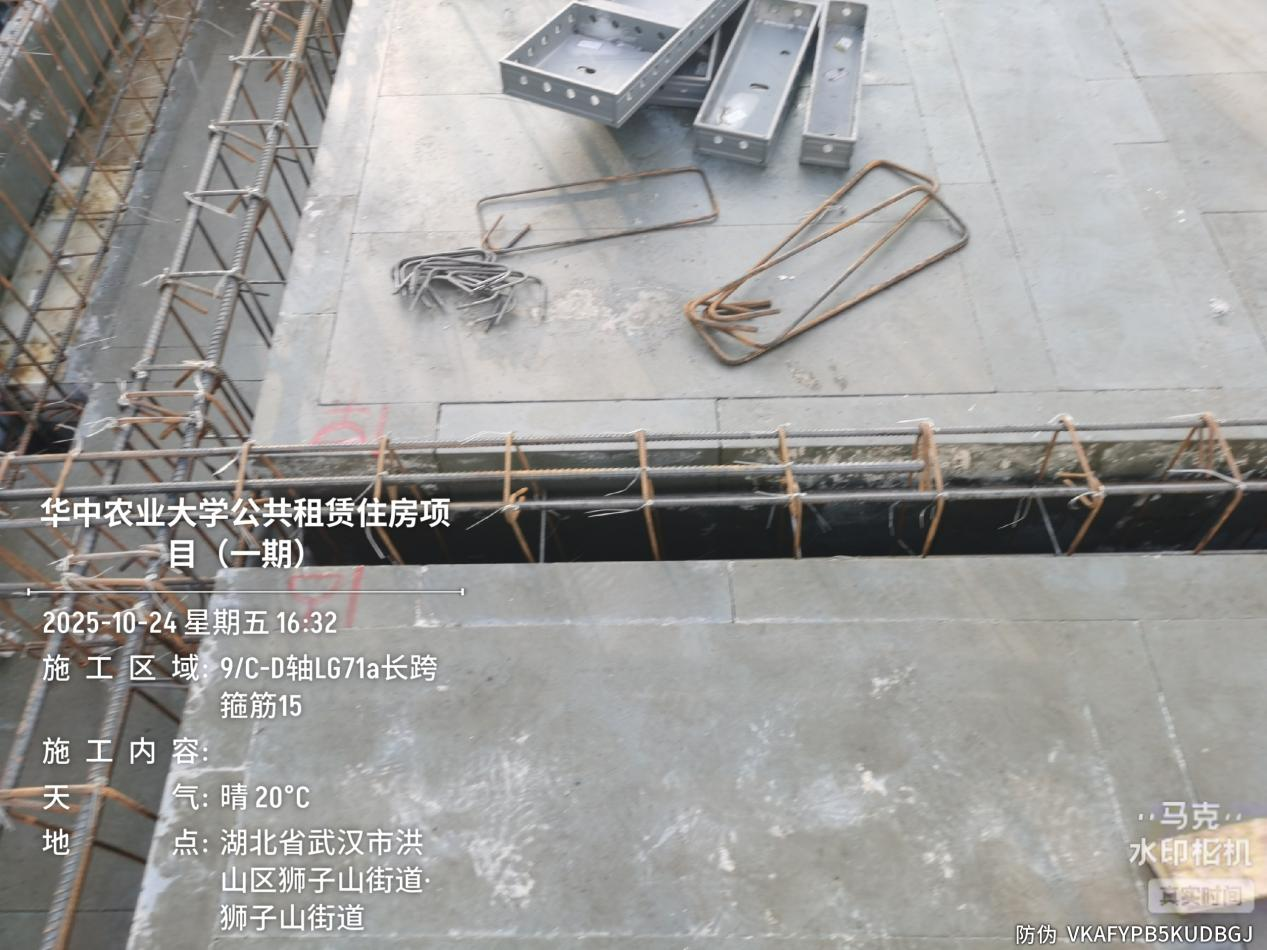 华中农业大学公共租赁住房项
目（一期）
2025-10-24 星期五 16:32
施工区域: 9/C-D轴LG71a长跨
箍筋15
施工内容:
天气: 晴 20°C
地点: 湖北省武汉市洪
山区狮子山街道·
狮子山街道
马克
水印相机
真实时间
防伪 VKAFYPB5KUDBGJ